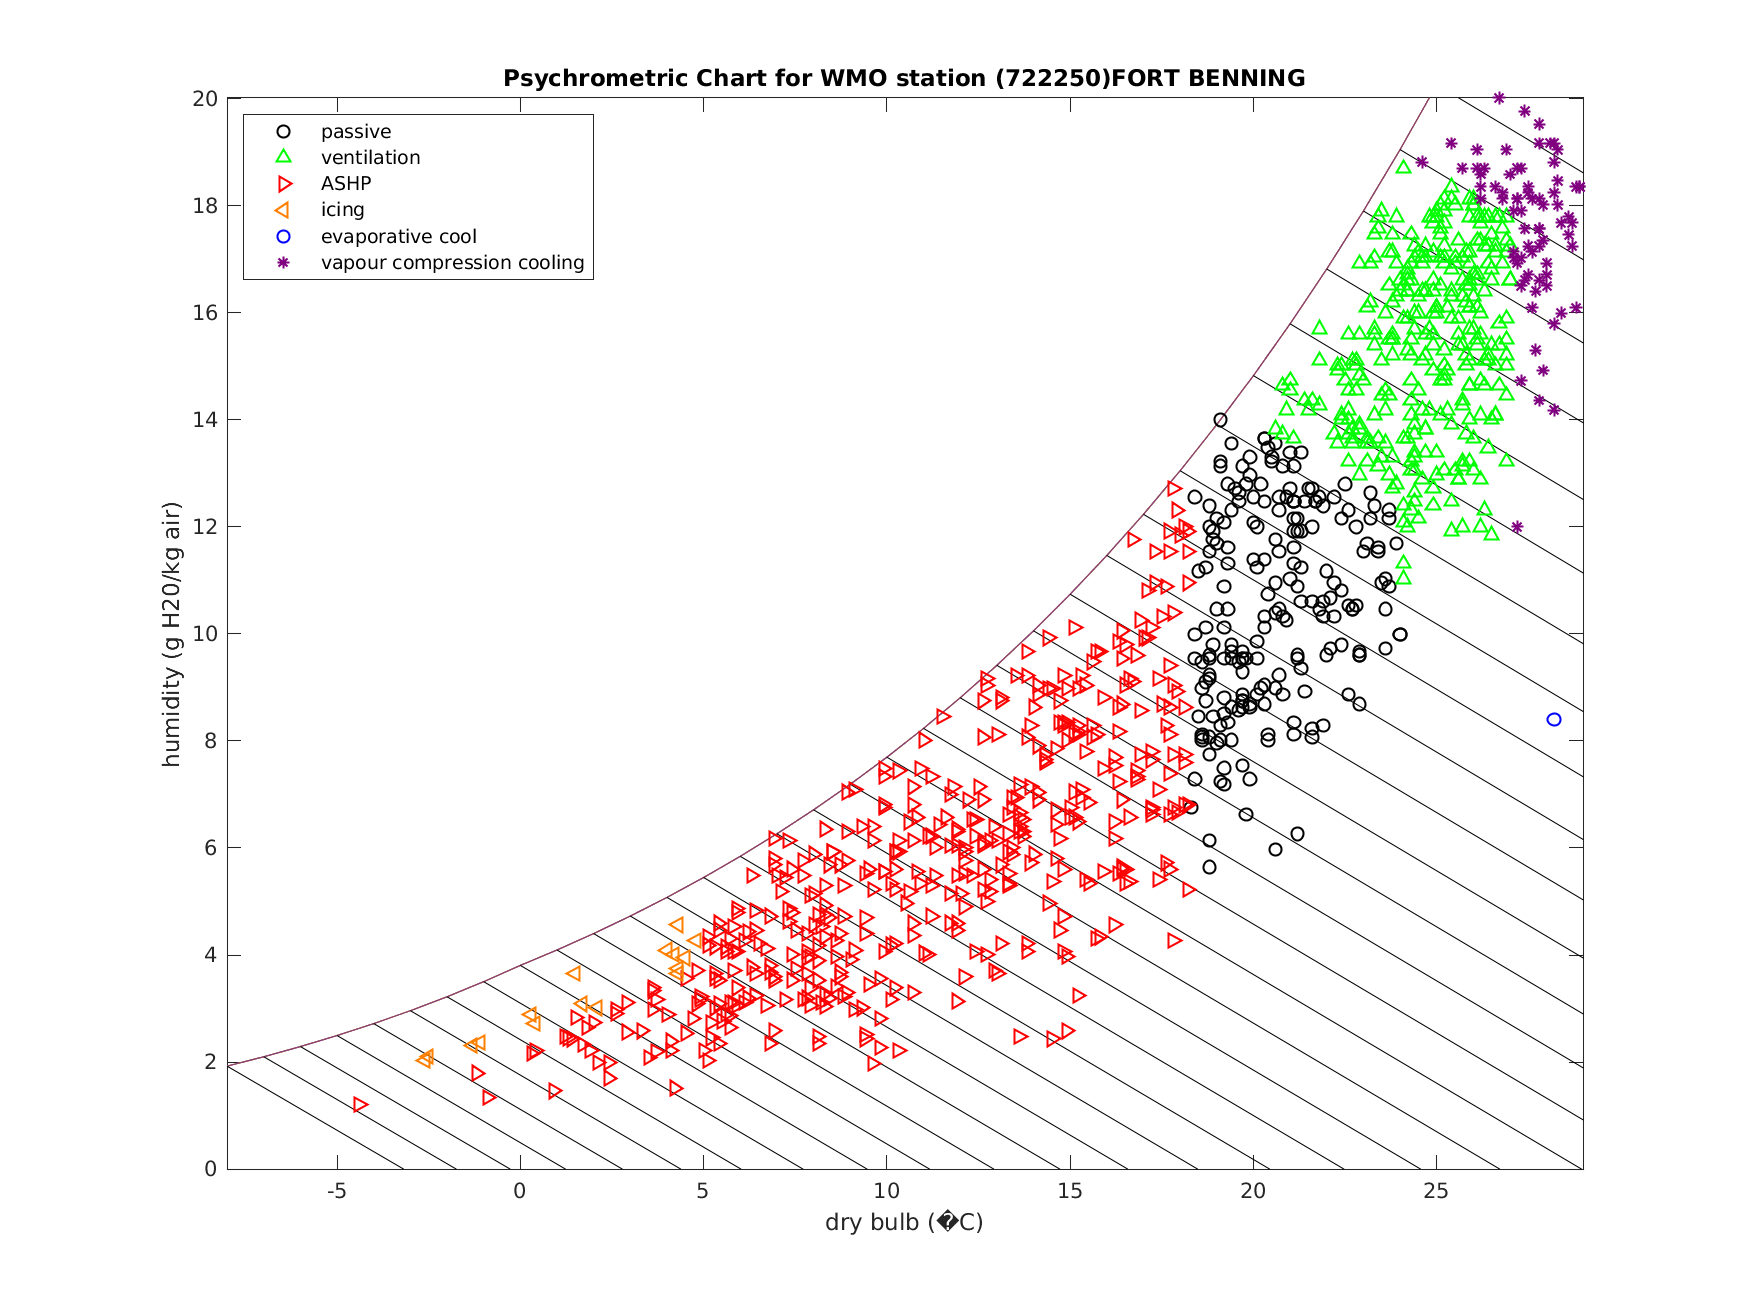 Psychrometric Chart for WMO station (722250)FORT BENNING
20
18
16
14
12
10
8
6
4
2
0
passive
ventilation
ASHP
icing
evaporative cool
vapour compression cooling
humidity (g H20/kg air)
-5 0 5 10 15 20 25
dry bulb (�C)